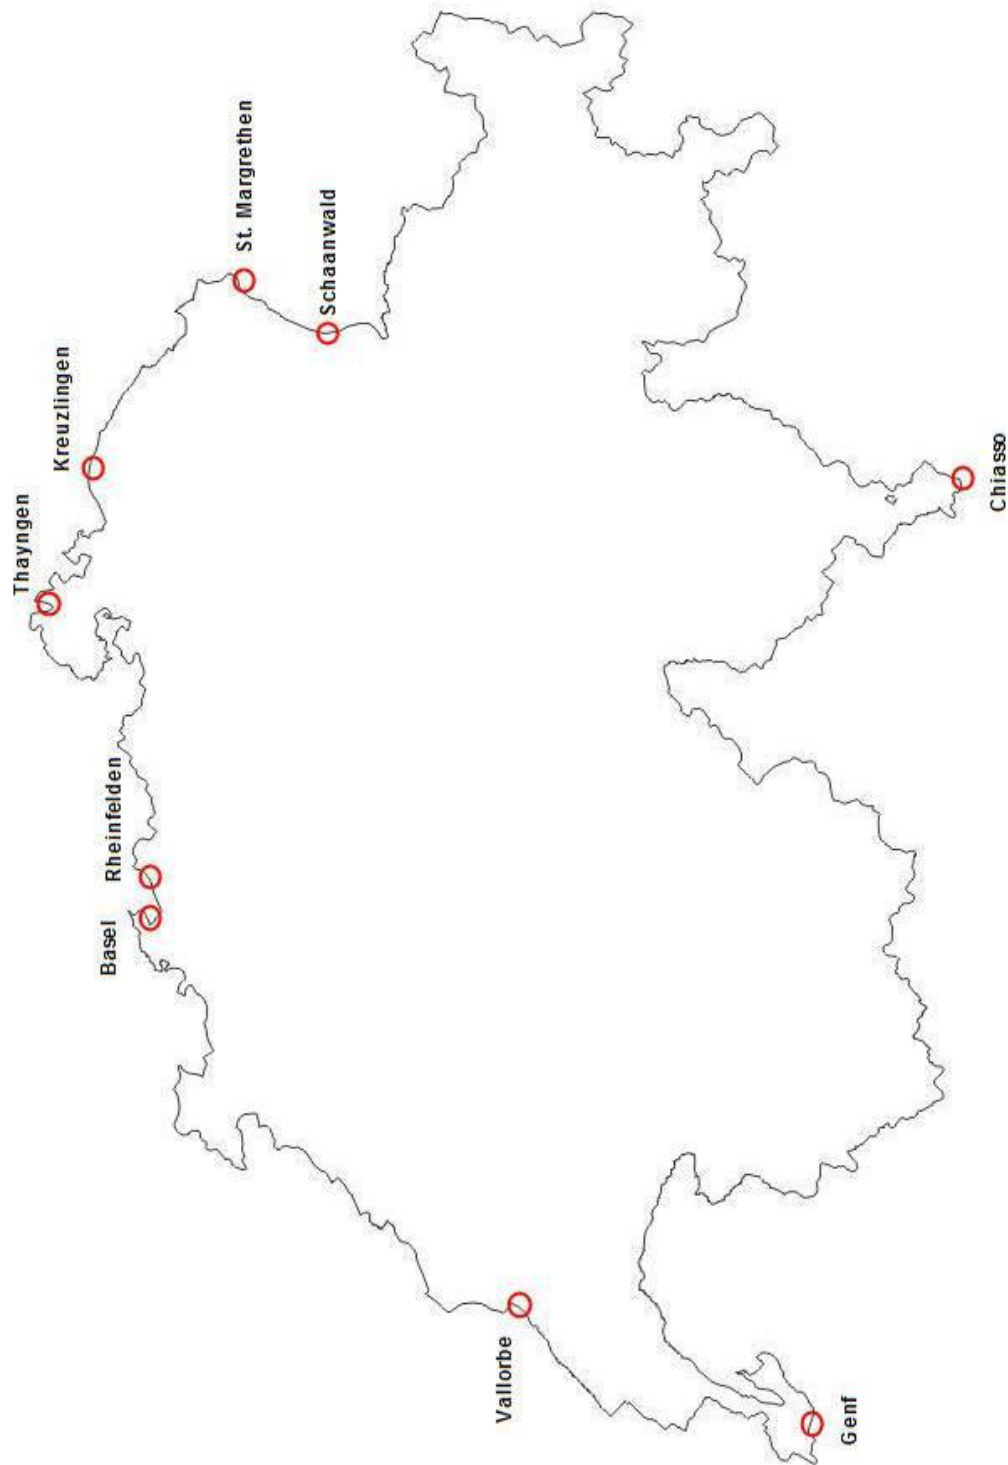 Thayngen
Kreuzlingen
St. Margrethen
Schaanwald
Rheinfelden
Basel
Vallorbe
Genf
Chiasso